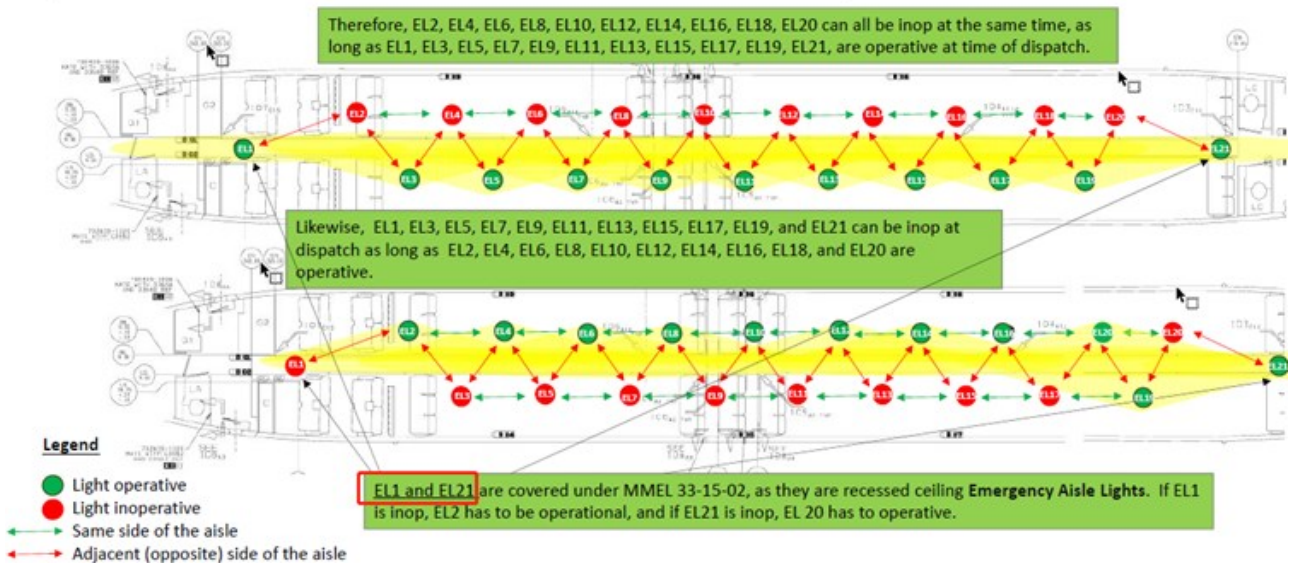 Therefore, EL2, EL4, EL6, EL8, EL10, EL12, EL14, EL16, EL18, EL20 can all be inop at the same time, as
long as EL1, EL3, EL5, EL7, EL9, EL11, EL13, EL15, EL17, EL19, EL21, are operative at time of dispatch.
EL2 EL4 EL6 EL8 EL10 EL12 EL14 EL16 EL18 EL20
EL1 EL21
EL3 EL5 EL7 EL9 EL11 EL13 EL15 EL17 EL19
Likewise, EL1, EL3, EL5, EL7, EL9, EL11, EL13, EL15, EL17, EL19, and EL21 can be inop at
dispatch as long as EL2, EL4, EL6, EL8, EL10, EL12, EL14, EL16, EL18, and EL20 are
operative.
EL2 EL4 EL6 EL8 EL10 EL12 EL14 EL16 EL20 EL20
EL1 EL21
EL3 EL5 EL7 EL9 EL11 EL13 EL15 EL17 EL19
Legend
Light operative
Light inoperative
Same side of the aisle
Adjacent (opposite) side of the aisle
EL1 and EL21 are covered under MMEL 33-15-02, as they are recessed ceiling Emergency Aisle Lights. If EL1
is inop, EL2 has to be operational, and if EL21 is inop, EL 20 has to operative.